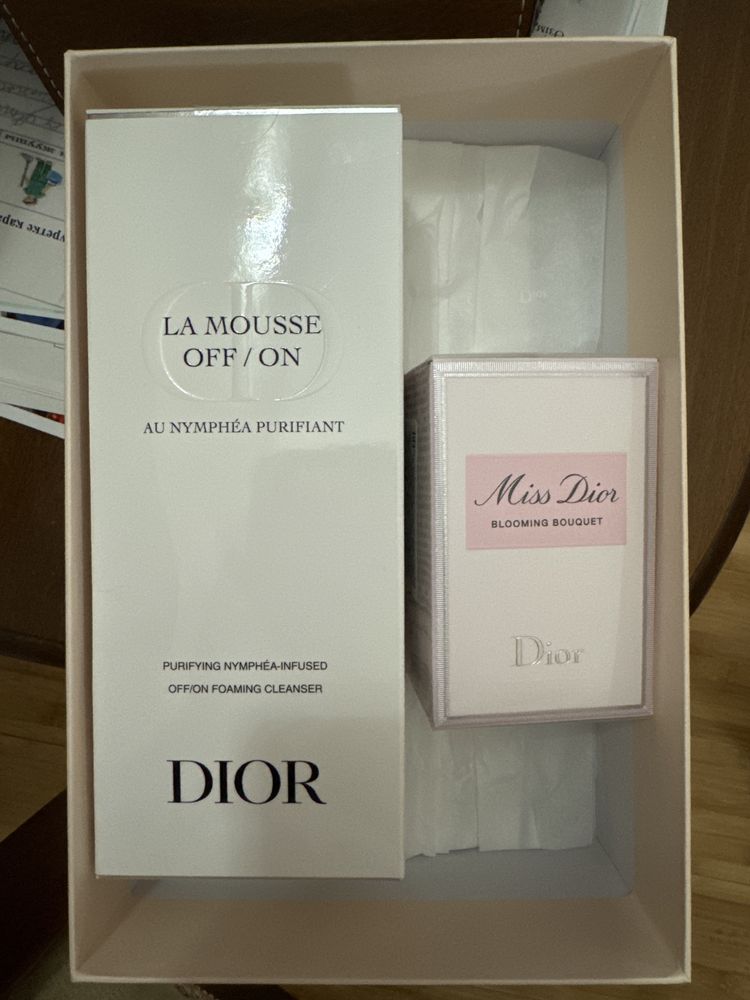 LA MOUSSE
OFF / ON
AU NYMPHÉA PURIFIANT
PURIFYING NYMPHÉA-INFUSED
OFF/ON FOAMING CLEANSER
DIOR
Dior
Miss Dior
BLOOMING BOUQUET
Dior